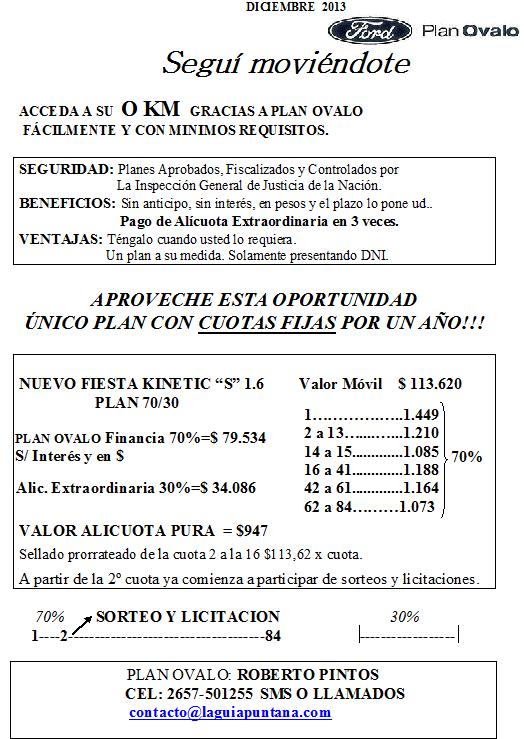 DICIEMBRE 2013
Ford Plan Ovalo
Seguí moviéndote
ACCEDA A SU O KM GRACIAS A PLAN OVALO
FÁCILMENTE Y CON MINIMOS REQUISITOS.
SEGURIDAD: Planes Aprobados, Fiscalizados y Controlados por
La Inspección General de Justicia de la Nación.
BENEFICIOS: Sin anticipo, sin interés, en pesos y el plazo lo pone ud..
Pago de Alícuota Extraordinaria en 3 veces.
VENTAJAS: Téngalo cuando usted lo requiera.
Un plan a su medida. Solamente presentando DNI.
APROVECHE ESTA OPORTUNIDAD
ÚNICO PLAN CON CUOTAS FIJAS POR UN AÑO!!!
NUEVO FIESTA KINETIC “S” 1.6 Valor Móvil $ 113.620
PLAN 70/30
1……………….....1.449
PLAN OVALO Financia 70%=$ 79.534 2 a 13…...…....1.210
S/ Interés y en $ 14 a 15.............1.085 70%
16 a 41.............1.188
Alic. Extraordinaria 30%=$ 34.086 42 a 61.............1.164
62 a 84………1.073
VALOR ALICUOTA PURA = $947
Sellado prorrateado de la cuota 2 a la 16 $113,62 x cuota.
A partir de la 2º cuota ya comienza a participar de sorteos y licitaciones.
70% SORTEO Y LICITACION 30%
1----2---------------------------------------84 |-------------------|
PLAN OVALO: ROBERTO PINTOS
CEL: 2657-501255 SMS O LLAMADOS
contacto@laguiapuntana.com